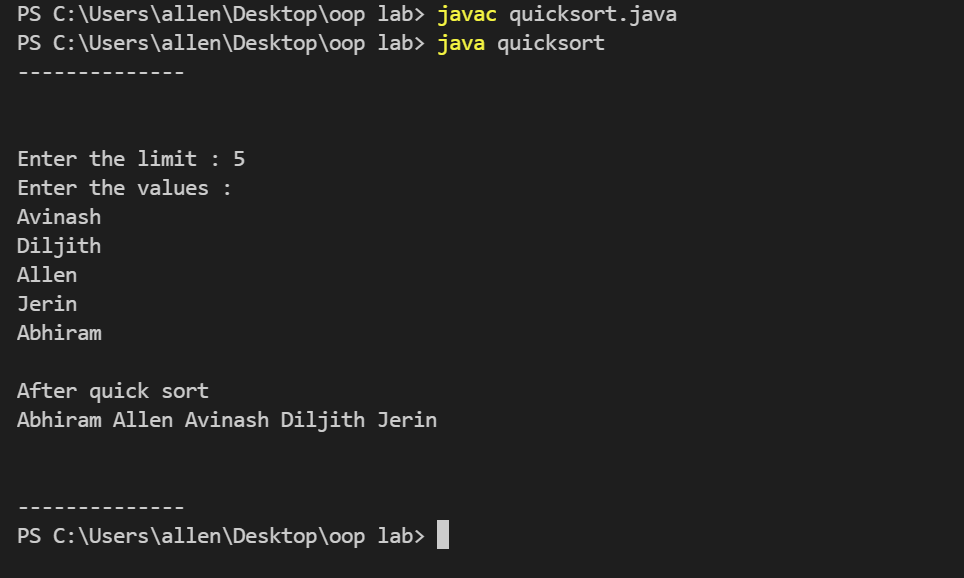 PS C:\Users\allen\Desktop\oop lab> javac quicksort.java
PS C:\Users\allen\Desktop\oop lab> java quicksort
--------------
Enter the limit : 5
Enter the values :
Avinash
Diljith
Allen
Jerin
Abhiram
After quick sort
Abhiram Allen Avinash Diljith Jerin
--------------
PS C:\Users\allen\Desktop\oop lab>